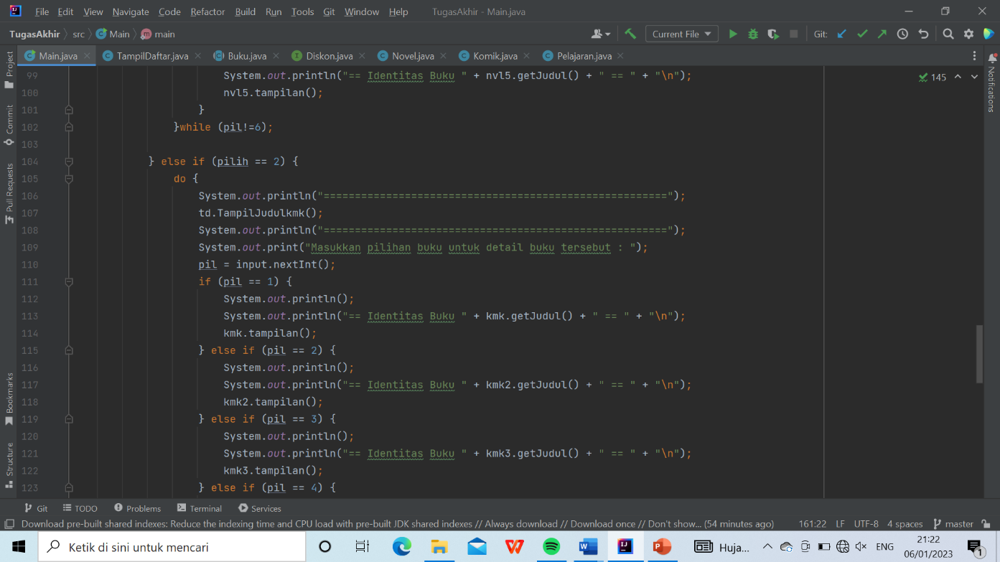 File Edit View Navigate Code Refactor Build Run Tools Git Window Help TugasAkhir - Main.java
TugasAkhir src Main main Current File Git:
Main.java TampilDaftar.java Buku.java Diskon.java Novel.java Komik.java Pelajaran.java
Project
Commit
Pull Requests
Bookmarks
Structure
Notifications
145
99 System.out.println("== Identitas Buku " + nvl5.getJudul() + " == " + "\n");
100 nvl5.tampilan();
101 }
102 }while (pil!=6);
103
104 } else if (pilih == 2) {
105 do {
106 System.out.println("=======================================================");
107 td.TampilJudulkmk();
108 System.out.println("=======================================================");
109 System.out.print("Masukkan pilihan buku untuk detail buku tersebut : ");
110 pil = input.nextInt();
111 if (pil == 1) {
112 System.out.println();
113 System.out.println("== Identitas Buku " + kmk.getJudul() + " == " + "\n");
114 kmk.tampilan();
115 } else if (pil == 2) {
116 System.out.println();
117 System.out.println("== Identitas Buku " + kmk2.getJudul() + " == " + "\n");
118 kmk2.tampilan();
119 } else if (pil == 3) {
120 System.out.println();
121 System.out.println("== Identitas Buku " + kmk3.getJudul() + " == " + "\n");
122 kmk3.tampilan();
123 } else if (pil == 4) {
Git TODO Problems Terminal Services
Download pre-built shared indexes: Reduce the indexing time and CPU load with pre-built JDK shared indexes // Always download // Download once // Don't show... (54 minutes ago) 161:22 LF UTF-8 4 spaces master
Ketik di sini untuk mencari Huja... ENG 21:22
06/01/2023 1